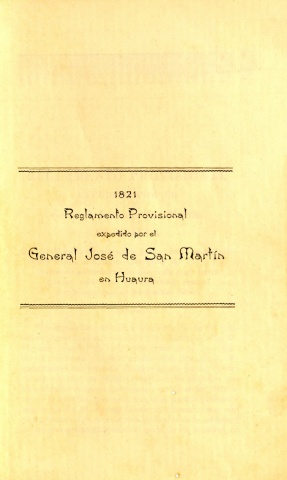 1821
Reglamento Provisional
expedido por el
General José de San Martín
en Huaura